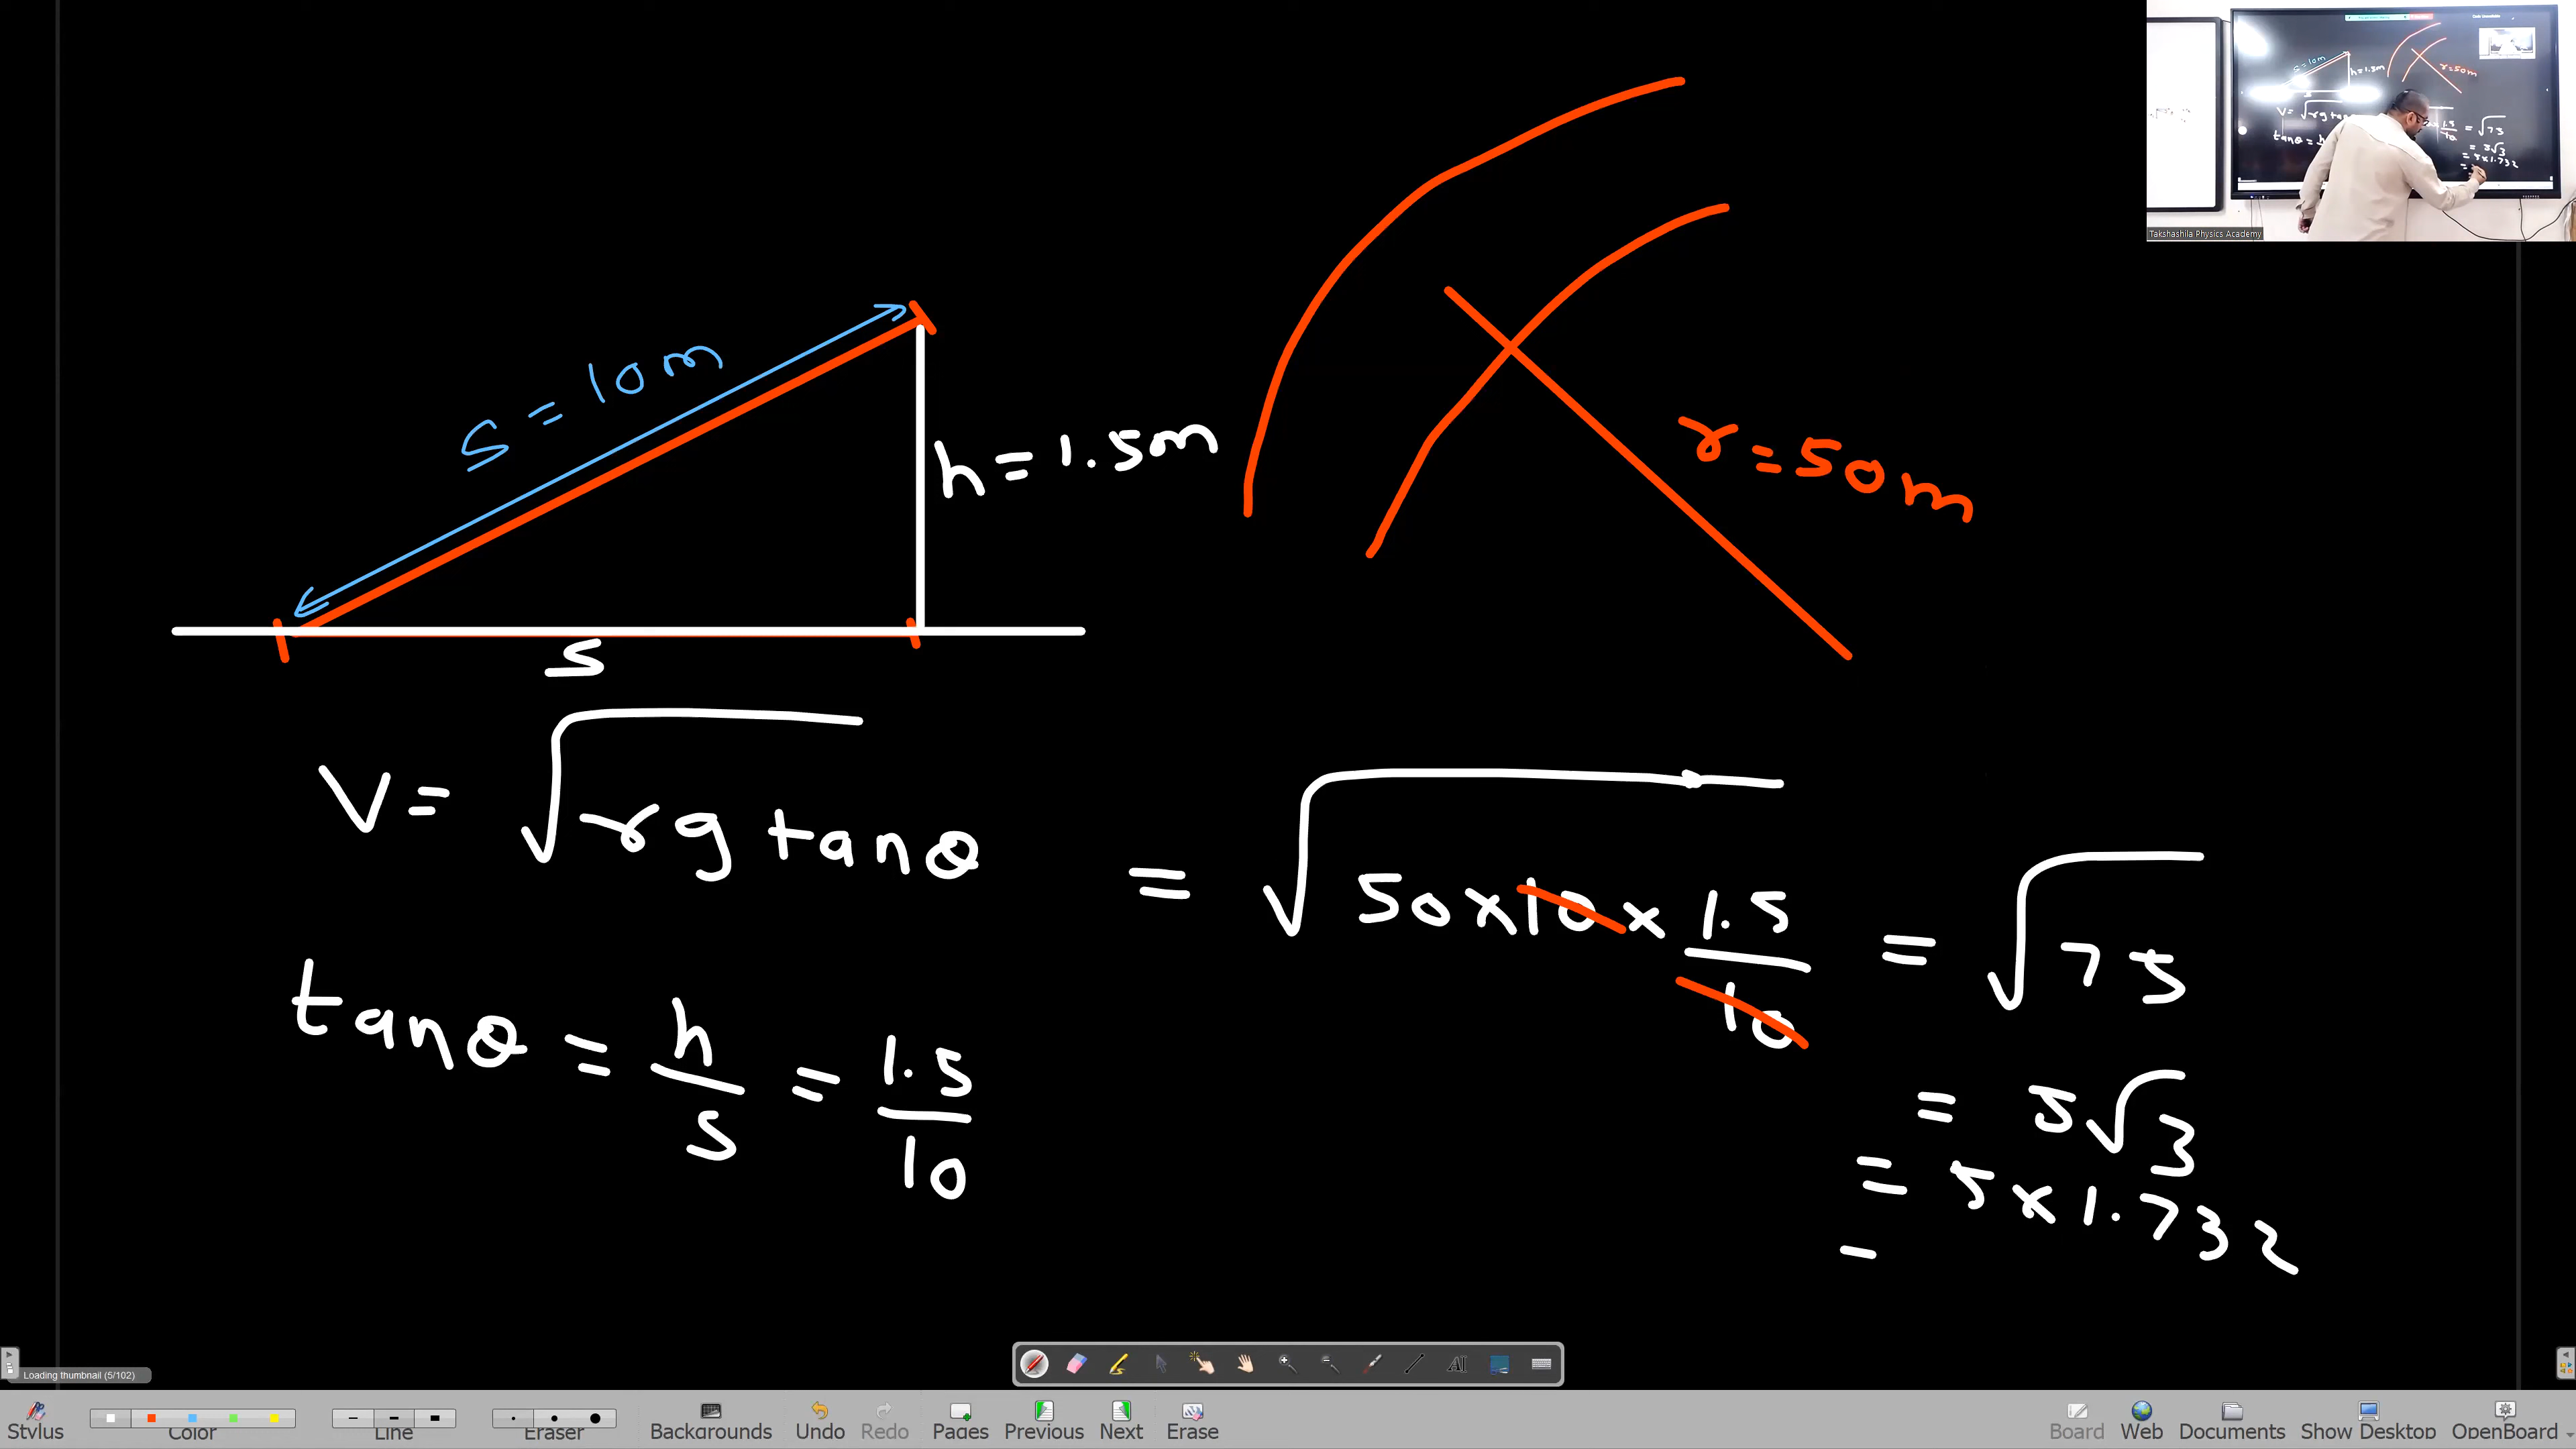 Takshashila Physics Academy
S = 10m
h = 1.5m
r = 50m
S
V = √rg tanθ
= √50×10×1.5/10 = √75
tanθ = h/S = 1.5/10
= 5√3
= 5×1.732
–
Loading thumbnail (5/102)
Stylus Color Line Eraser Backgrounds Undo Redo Pages Previous Next Erase Board Web Documents Show Desktop OpenBoard